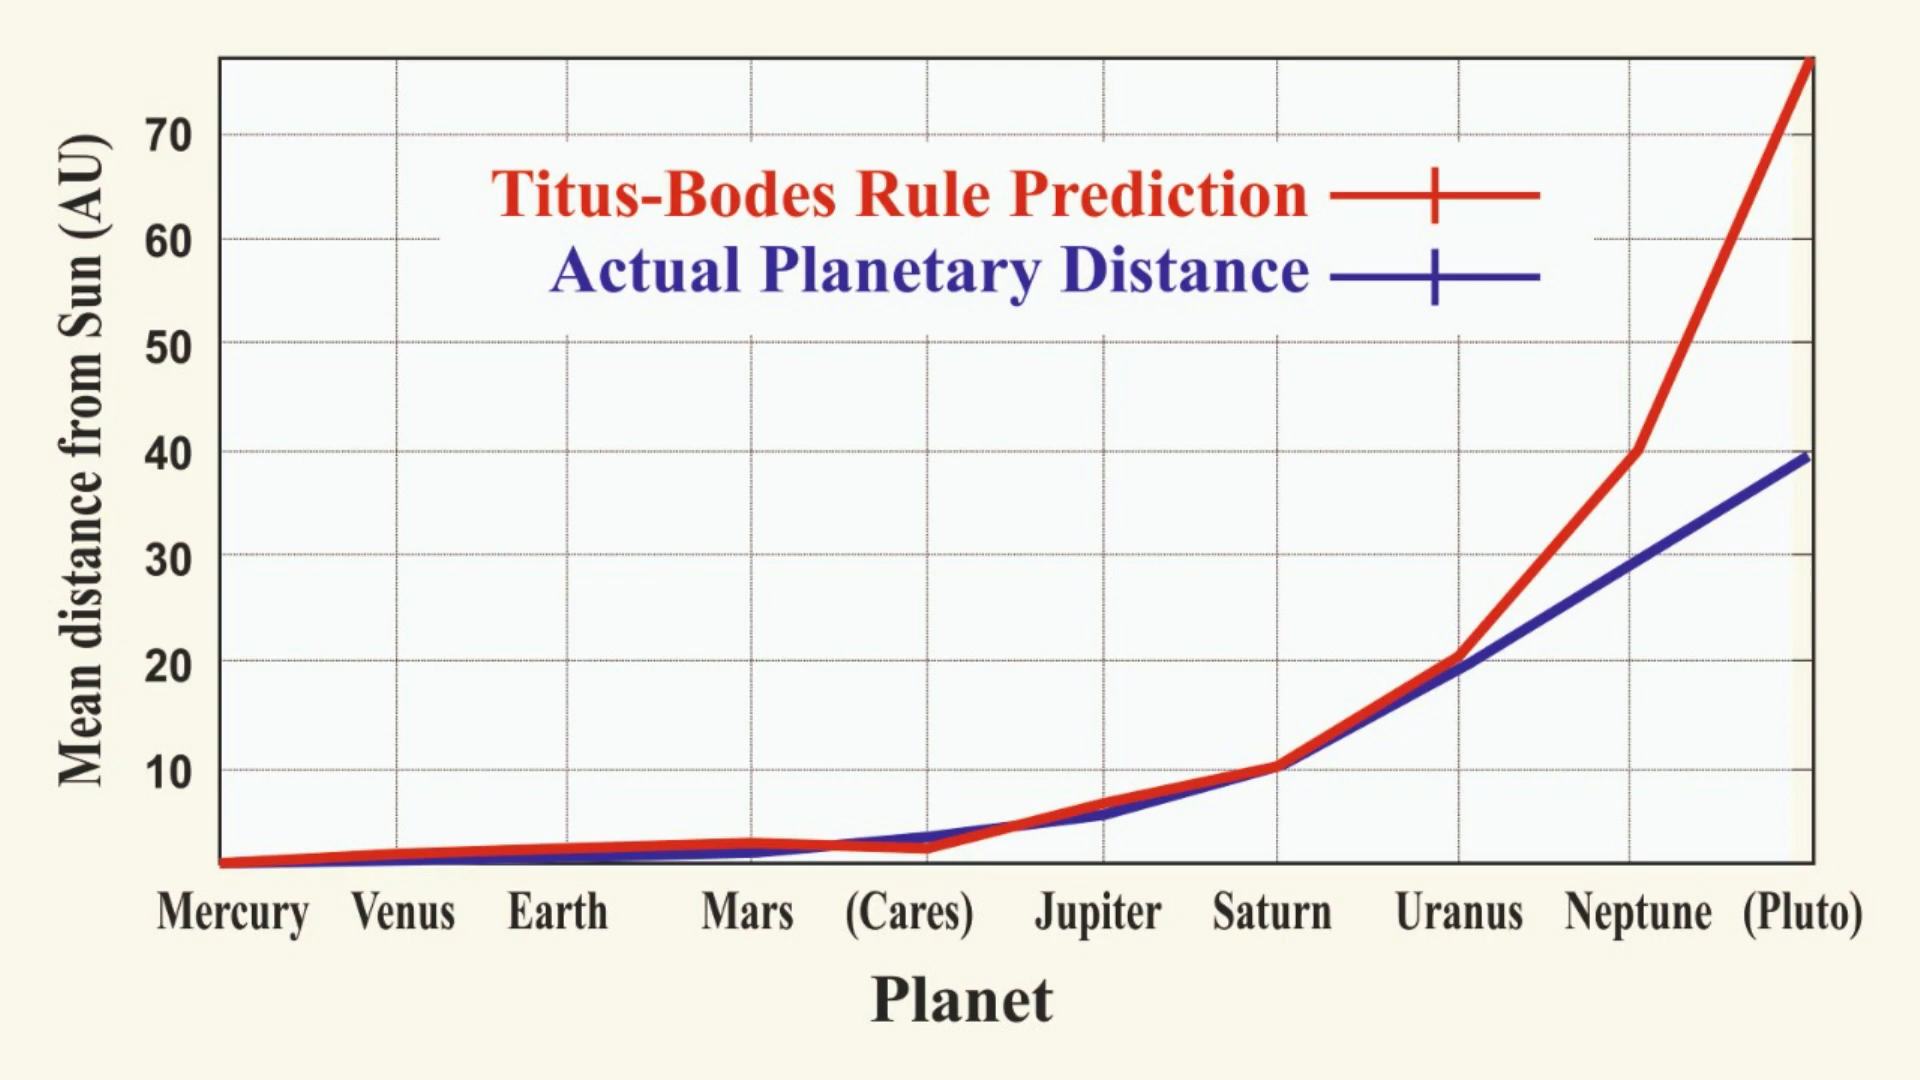 70
Titus-Bodes Rule Prediction
60
Actual Planetary Distance
50
40
30
20
10
Mean distance from Sun (AU)
Mercury Venus Earth Mars (Cares) Jupiter Saturn Uranus Neptune (Pluto)
Planet